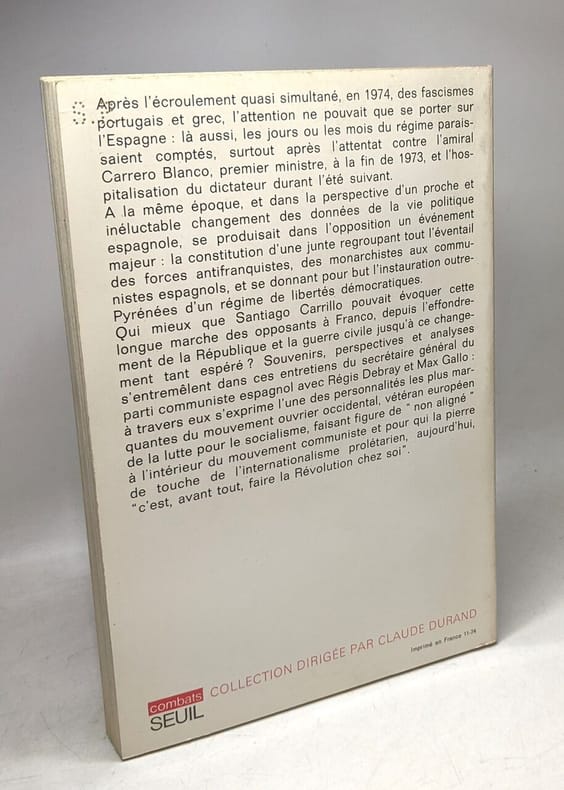 S.P.
Après l'écroulement quasi simultané, en 1974, des fascismes
portugais et grec, l'attention ne pouvait que se porter sur
l'Espagne : là aussi, les jours ou les mois du régime parais-
saient comptés, surtout après l'attentat contre l'amiral
Carrero Blanco, premier ministre, à la fin de 1973, et l'hos-
pitalisation du dictateur durant l'été suivant.
A la même époque, et dans la perspective d'un proche et
inéluctable changement des données de la vie politique
espagnole, se produisait dans l'opposition un événement
majeur : la constitution d'une junte regroupant tout l'éventail
des forces antifranquistes, des monarchistes aux commu-
nistes espagnols, et se donnant pour but l'instauration outre-
Pyrénées d'un régime de libertés démocratiques.
Qui mieux que Santiago Carrillo pouvait évoquer cette
longue marche des opposants à Franco, depuis l'effondre-
ment de la République et la guerre civile jusqu'à ce change-
ment tant espéré ? Souvenirs, perspectives et analyses
s'entremêlent dans ces entretiens du secrétaire général du
parti communiste espagnol avec Régis Debray et Max Gallo :
à travers eux s'exprime l'une des personnalités les plus mar-
quantes du mouvement ouvrier occidental, vétéran européen
de la lutte pour le socialisme, faisant figure de " non aligné "
à l'intérieur du mouvement communiste et pour qui la pierre
de touche de l'internationalisme prolétarien, aujourd'hui,
"c'est, avant tout, faire la Révolution chez soi".
combats
SEUIL
COLLECTION DIRIGÉE PAR CLAUDE DURAND
Imprimé en France 11-74